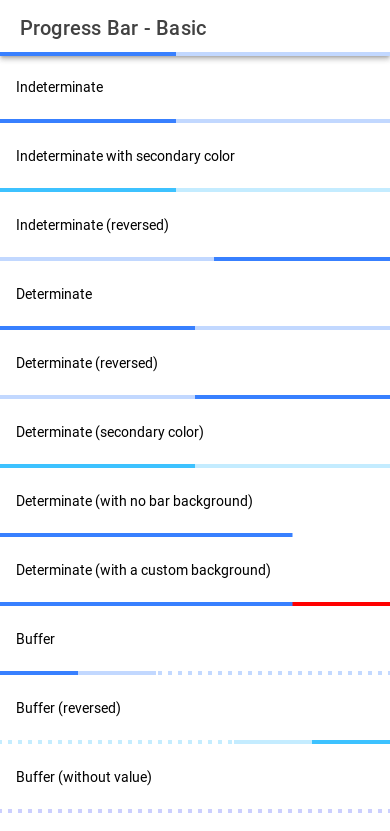 Progress Bar - Basic
Indeterminate
Indeterminate with secondary color
Indeterminate (reversed)
Determinate
Determinate (reversed)
Determinate (secondary color)
Determinate (with no bar background)
Determinate (with a custom background)
Buffer
Buffer (reversed)
Buffer (without value)